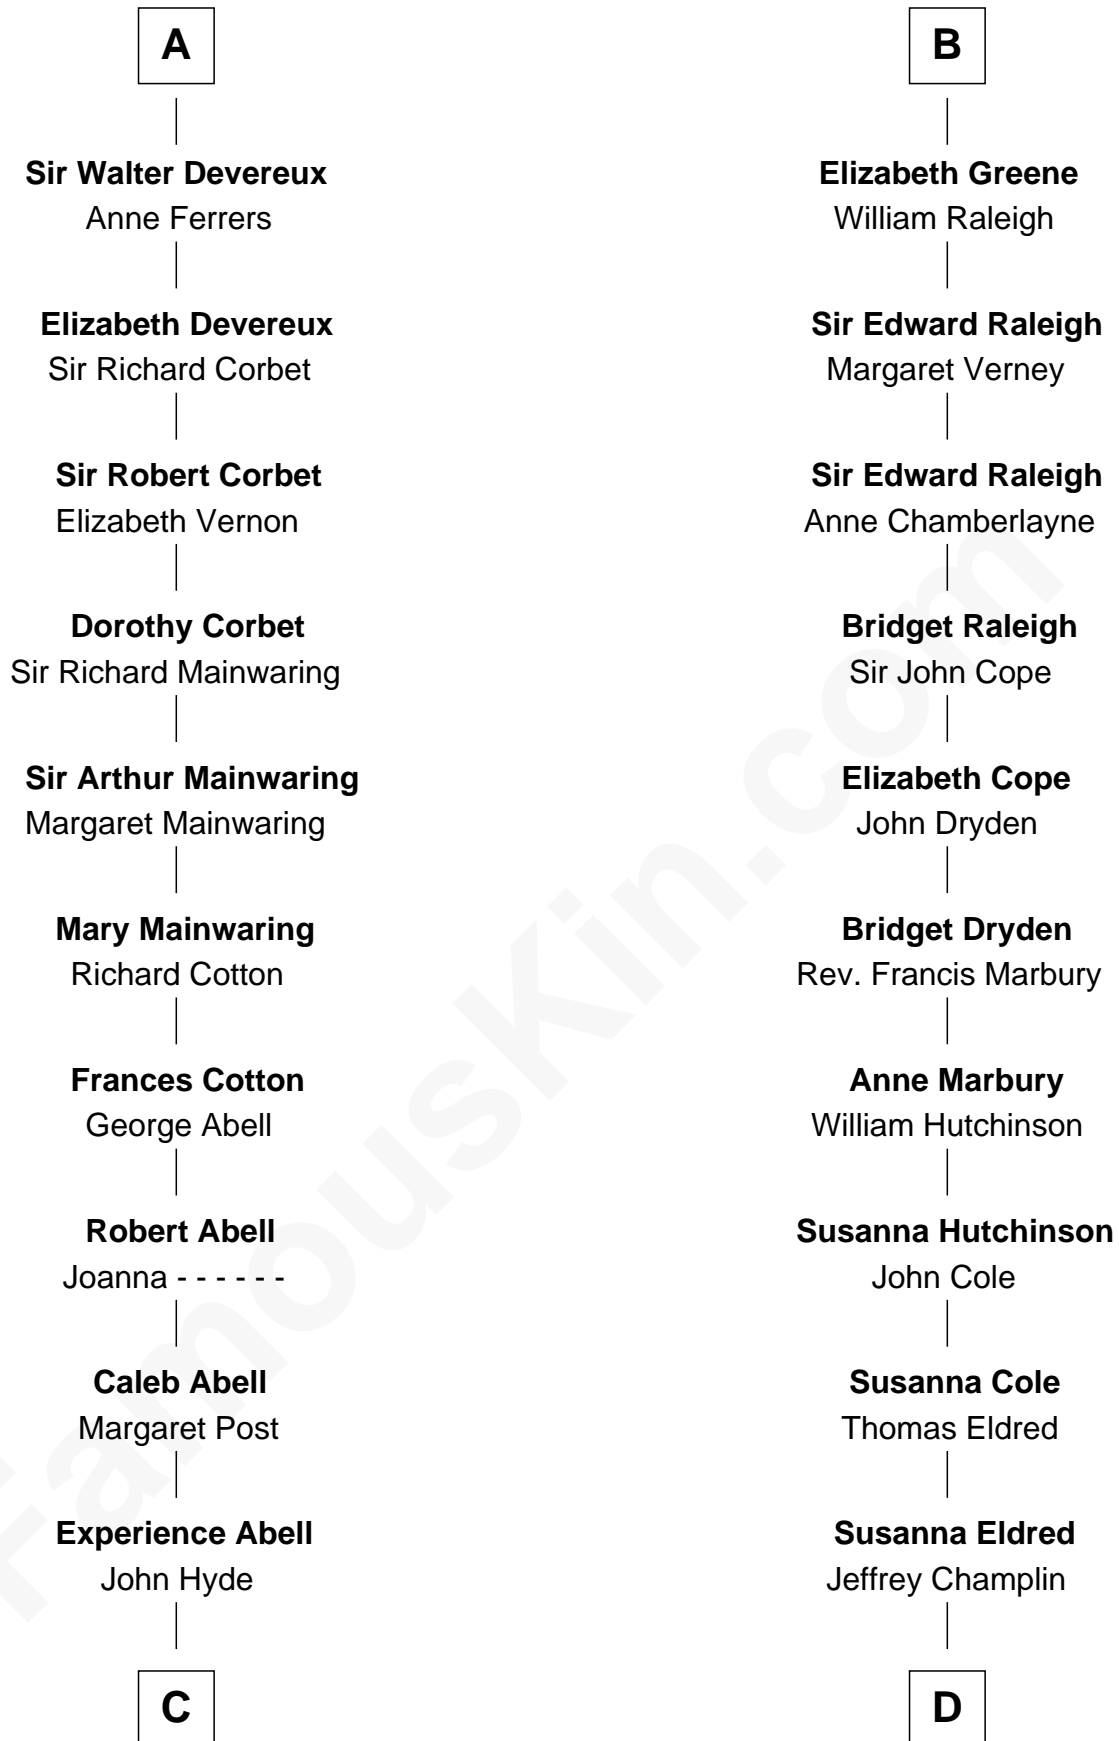 A
Sir Walter Devereux
Anne Ferrers
Elizabeth Devereux
Sir Richard Corbet
Sir Robert Corbet
Elizabeth Vernon
Dorothy Corbet
Sir Richard Mainwaring
Sir Arthur Mainwaring
Margaret Mainwaring
Mary Mainwaring
Richard Cotton
Frances Cotton
George Abell
Robert Abell
Joanna - - - - - -
Caleb Abell
Margaret Post
Experience Abell
John Hyde
C
B
Elizabeth Greene
William Raleigh
Sir Edward Raleigh
Margaret Verney
Sir Edward Raleigh
Anne Chamberlayne
Bridget Raleigh
Sir John Cope
Elizabeth Cope
John Dryden
Bridget Dryden
Rev. Francis Marbury
Anne Marbury
William Hutchinson
Susanna Hutchinson
John Cole
Susanna Cole
Thomas Eldred
Susanna Eldred
Jeffrey Champlin
D
FamousKin.com